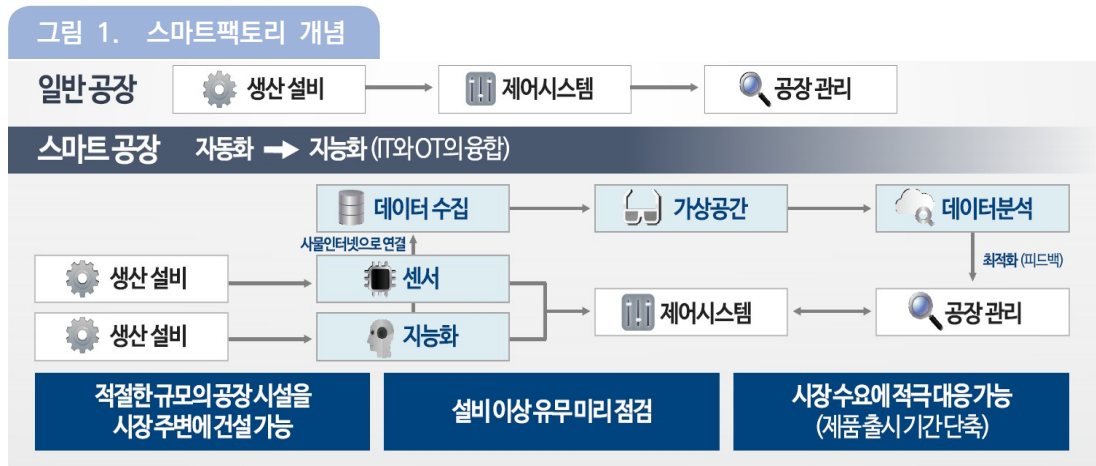 그림 1. 스마트팩토리 개념
일반 공장
생산 설비
제어시스템
공장 관리
스마트 공장 자동화 지능화 (IT와 OT의 융합)
데이터 수집
가상공간
데이터분석
사물인터넷으로 연결
최적화 (피드백)
생산 설비
센서
제어시스템
공장 관리
생산 설비
지능화
적절한 규모의 공장 시설을
시장 주변에 건설 가능
설비 이상 유무 미리 점검
시장 수요에 적극 대응 가능
(제품 출시 기간 단축)